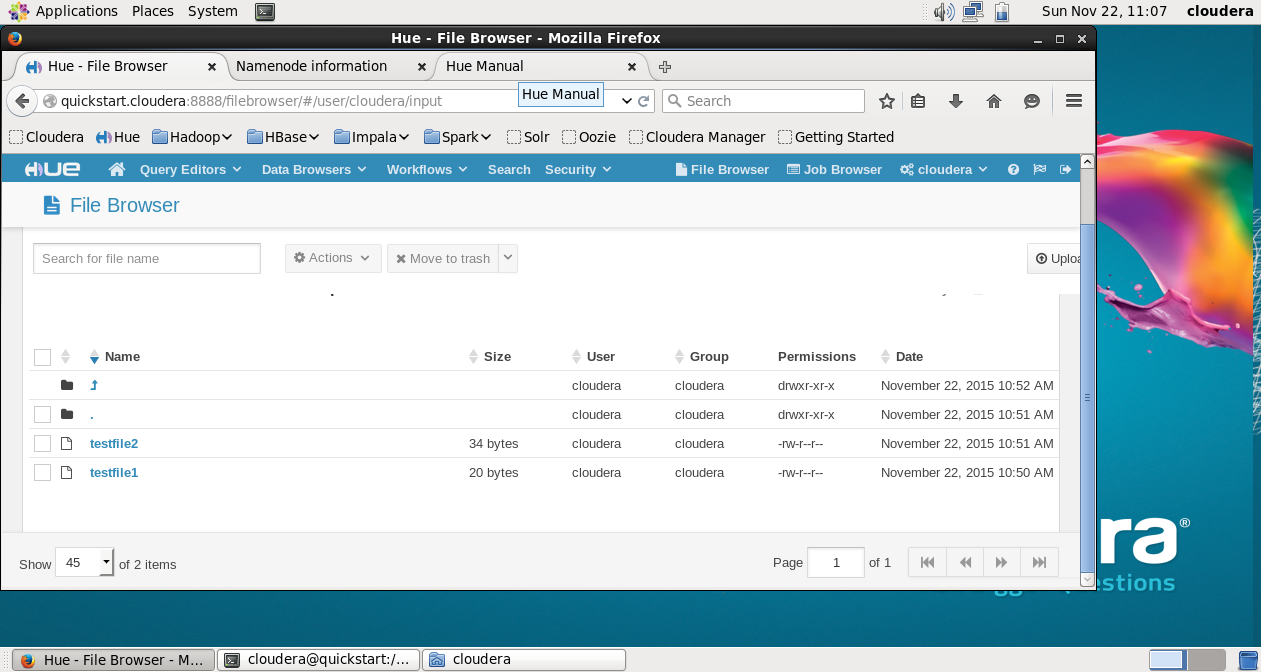 Applications Places System Sun Nov 22, 11:07 cloudera
Hue - File Browser - Mozilla Firefox
Hue - File Browser Namenode information Hue Manual
quickstart.cloudera:8888/filebrowser/#/user/cloudera/input Search
Hue Manual
Cloudera Hue Hadoop HBase Impala Spark Solr Oozie Cloudera Manager Getting Started
HUE Query Editors Data Browsers Workflows Search Security File Browser Job Browser cloudera
File Browser
Search for file name Actions Move to trash Uploa
Name Size User Group Permissions Date
cloudera cloudera drwxr-xr-x November 22, 2015 10:52 AM
. cloudera cloudera drwxr-xr-x November 22, 2015 10:51 AM
testfile2 34 bytes cloudera cloudera -rw-r--r-- November 22, 2015 10:51 AM
testfile1 20 bytes cloudera cloudera -rw-r--r-- November 22, 2015 10:50 AM
era®
estions
Show 45 of 2 items Page 1 of 1
Hue - File Browser - M... cloudera@quickstart:/... cloudera